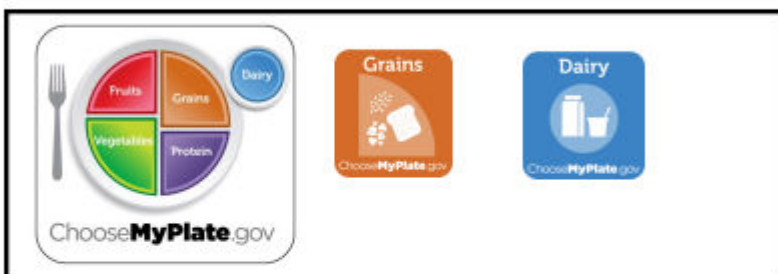 Fruits
Grains
Dairy
Vegetables
Protein
ChooseMyPlate.gov
Grains
ChooseMyPlate.gov
Dairy
ChooseMyPlate.gov